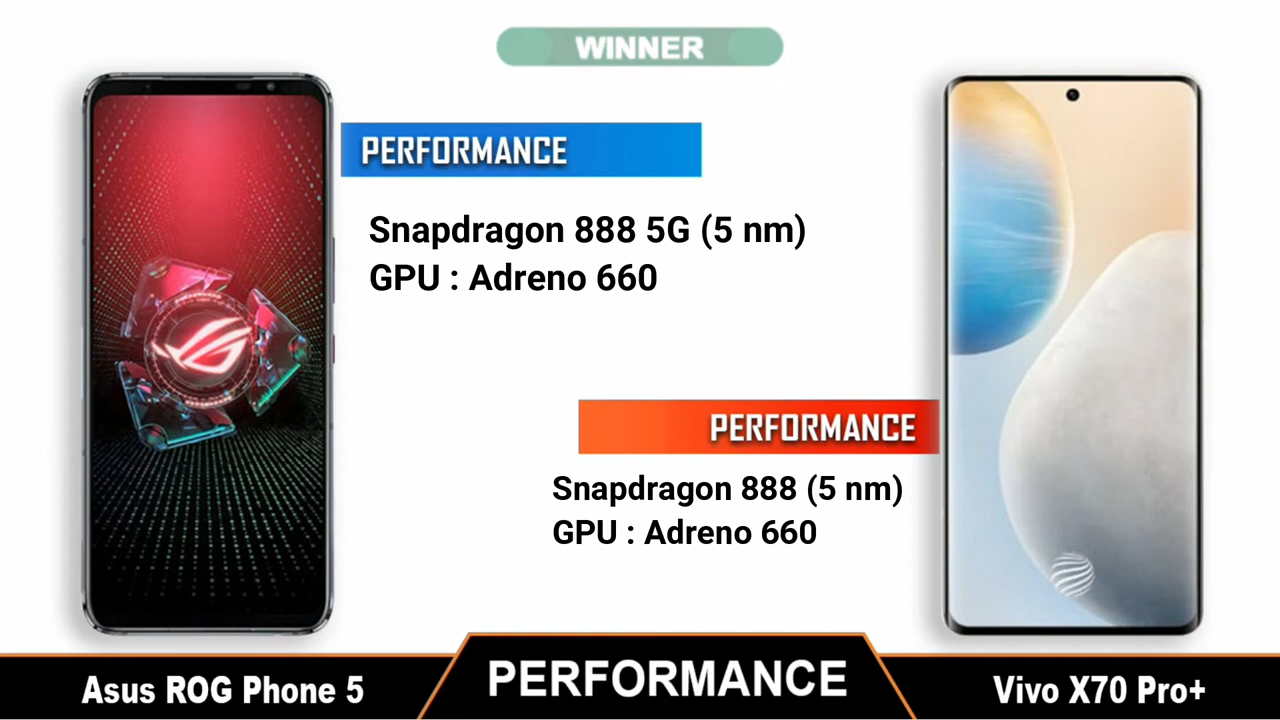 WINNER
PERFORMANCE
Snapdragon 888 5G (5 nm)
GPU : Adreno 660
PERFORMANCE
Snapdragon 888 (5 nm)
GPU : Adreno 660
Asus ROG Phone 5
PERFORMANCE
Vivo X70 Pro+